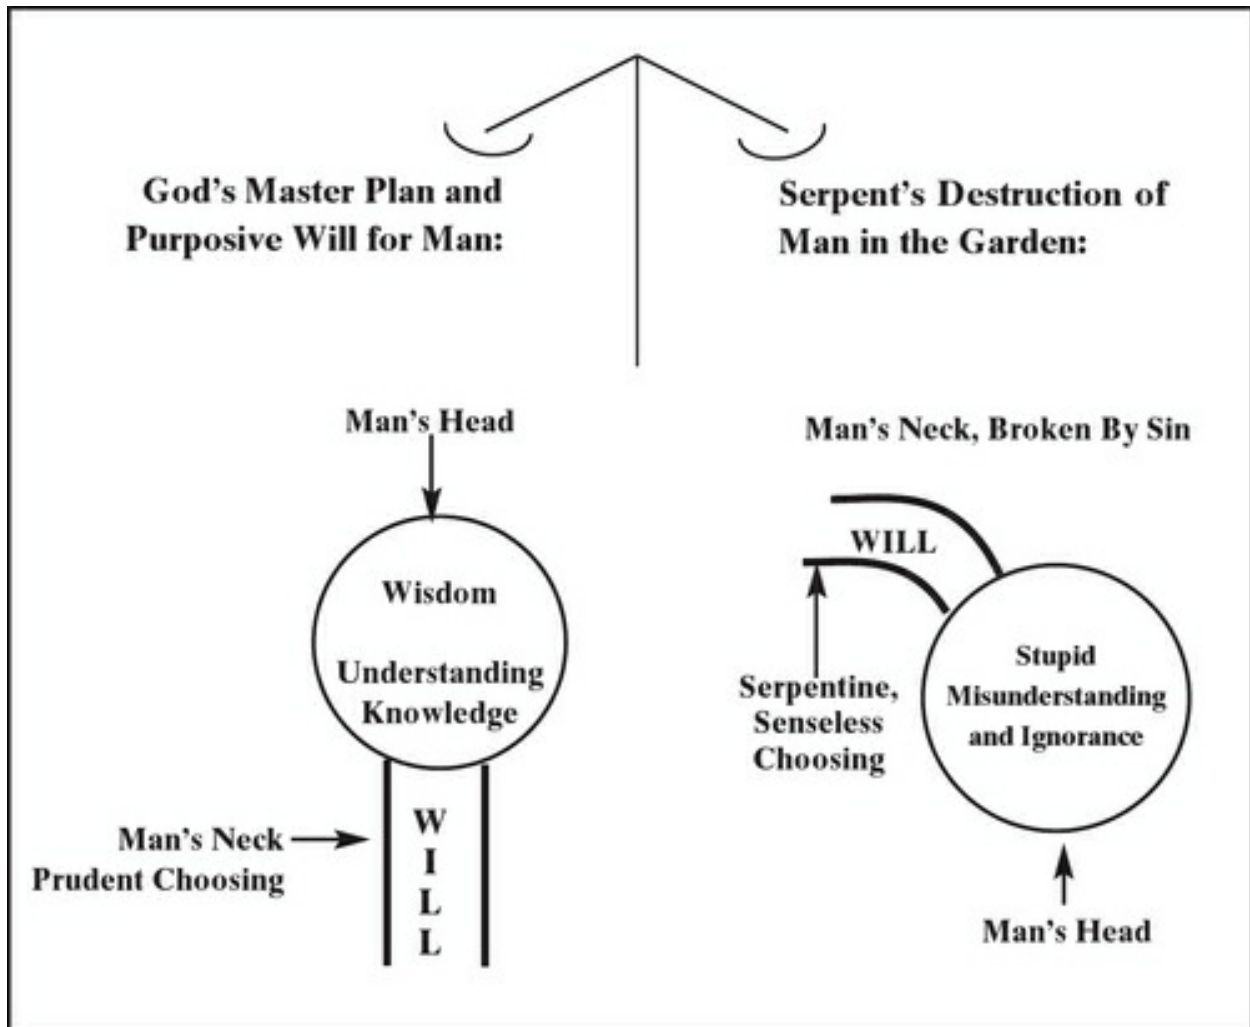 God's Master Plan and
Purposive Will for Man:
Serpent's Destruction of
Man in the Garden:
Man's Head
Wisdom
Understanding
Knowledge
Man's Neck
Prudent Choosing
W
I
L
L
Man's Neck, Broken By Sin
WILL
Serpentine,
Senseless
Choosing
Stupid
Misunderstanding
and Ignorance
Man's Head